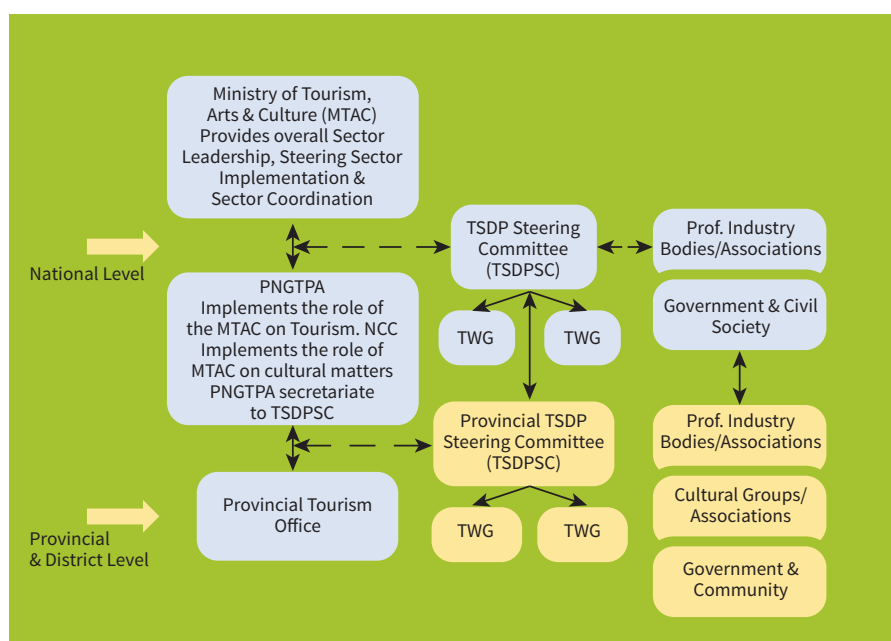 Ministry of Tourism,
Arts & Culture (MTAC)
Provides overall Sector
Leadership, Steering Sector
Implementation &
Sector Coordination
National Level
TSDP Steering
Committee
(TSDPSC)
Prof. Industry
Bodies/Associations
PNGTPA
Implements the role of
the MTAC on Tourism. NCC
Implements the role of
MTAC on cultural matters
PNGTPA secretariate
to TSDPSC
TWG
TWG
Government & Civil
Society
Provincial TSDP
Steering Committee
(TSDPSC)
Prof. Industry
Bodies/Associations
Provincial Tourism
Office
Provincial
& District Level
TWG
TWG
Cultural Groups/
Associations
Government &
Community